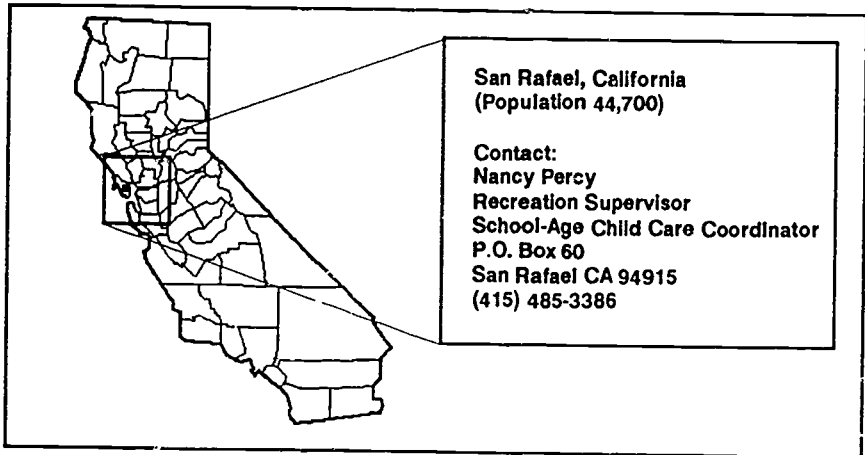 San Rafael, California
(Population 44,700)
Contact:
Nancy Percy
Recreation Supervisor
School-Age Child Care Coordinator
P.O. Box 60
San Rafael CA 94915
(415) 485-3386